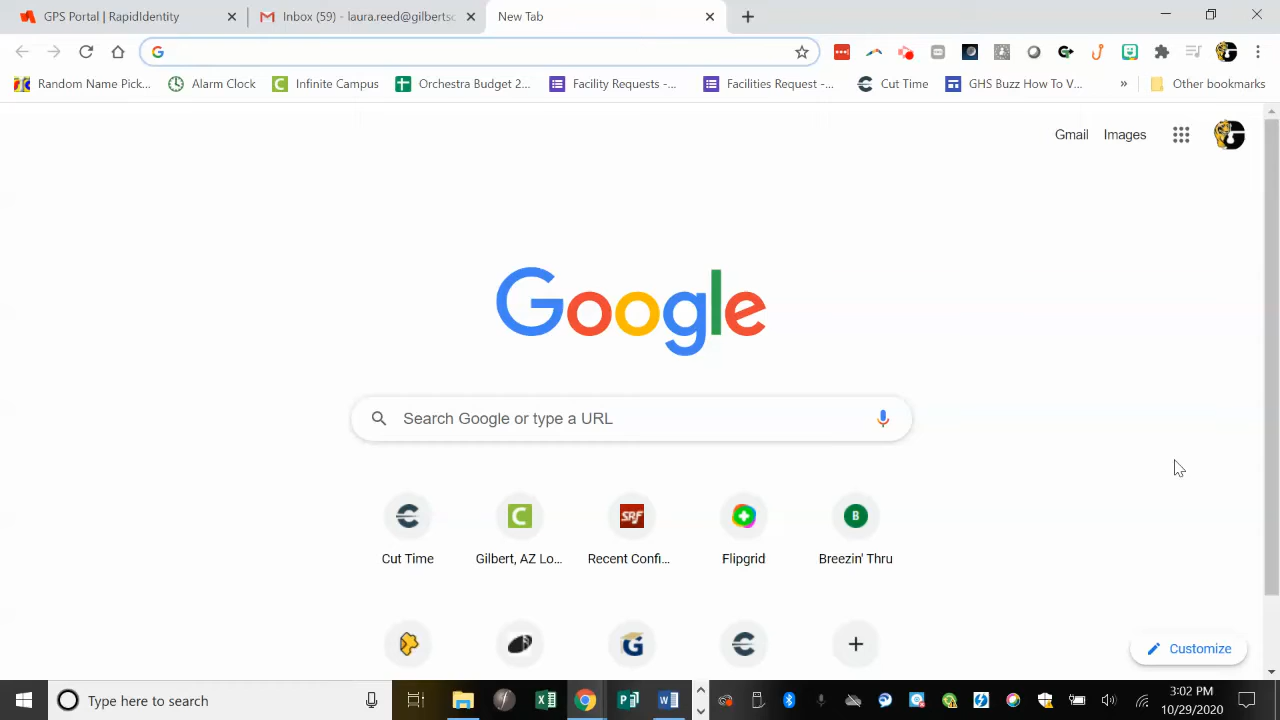 GPS Portal | RapidIdentity
Inbox (59) - laura.reed@gilbertsc
New Tab
Random Name Pick...
Alarm Clock
Infinite Campus
Orchestra Budget 2...
Facility Requests -...
Facilities Request -...
Cut Time
GHS Buzz How To V...
»
Other bookmarks
Gmail
Images
Google
Search Google or type a URL
Cut Time
Gilbert, AZ Lo...
SRF
Recent Confi...
Flipgrid
B
Breezin' Thru
Customize
Type here to search
3:02 PM
10/29/2020